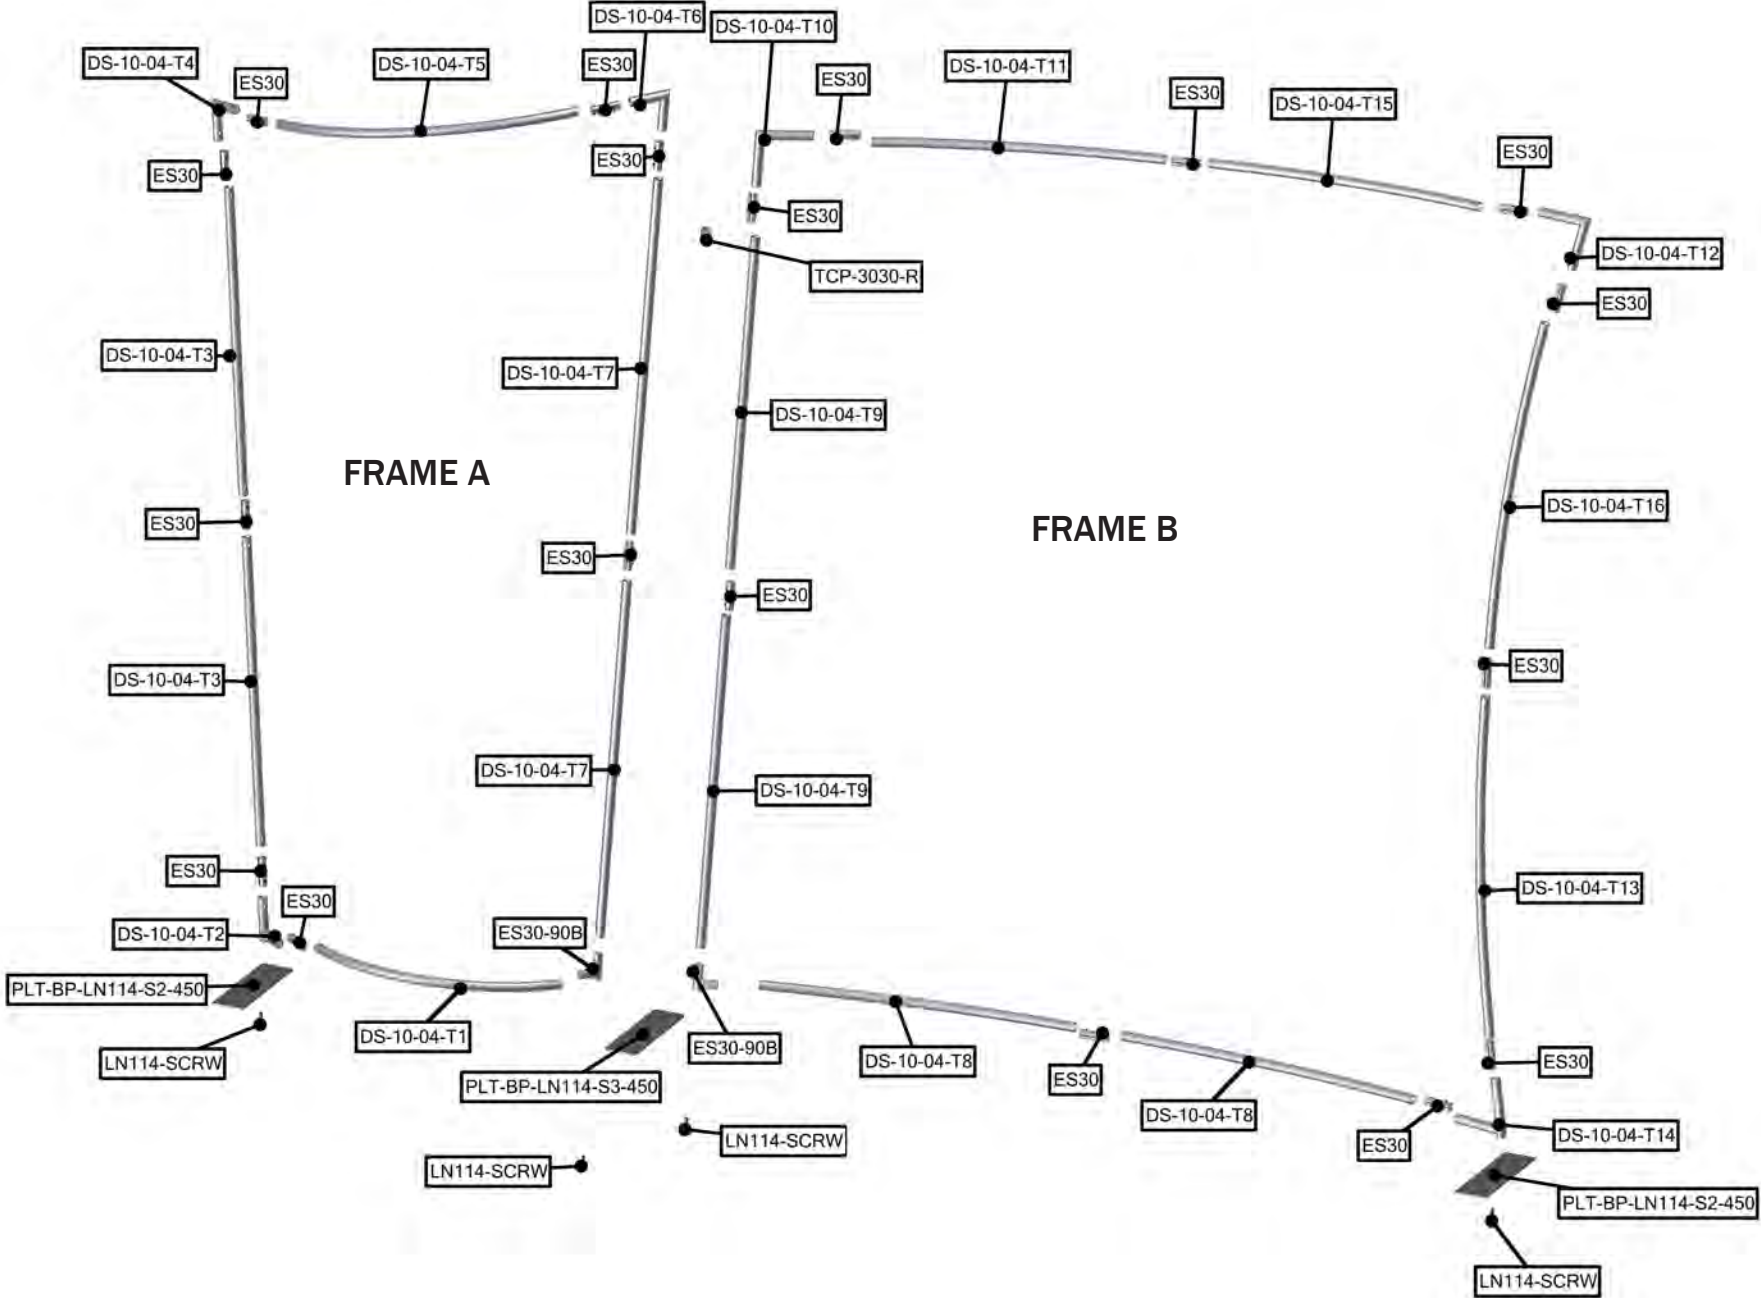 DS-10-04-T6
DS-10-04-T10
DS-10-04-T4
DS-10-04-T5
ES30
ES30
DS-10-04-T11
ES30
ES30
DS-10-04-T15
ES30
ES30
ES30
ES30
DS-10-04-T12
TCP-3030-R
ES30
DS-10-04-T3
DS-10-04-T7
DS-10-04-T9
FRAME A
DS-10-04-T16
ES30
FRAME B
ES30
ES30
ES30
DS-10-04-T3
DS-10-04-T7
DS-10-04-T9
ES30
DS-10-04-T13
ES30
DS-10-04-T2
ES30-90B
PLT-BP-LN114-S2-450
DS-10-04-T1
ES30-90B
LN114-SCRW
DS-10-04-T8
ES30
ES30
PLT-BP-LN114-S3-450
DS-10-04-T8
LN114-SCRW
ES30
DS-10-04-T14
LN114-SCRW
PLT-BP-LN114-S2-450
LN114-SCRW